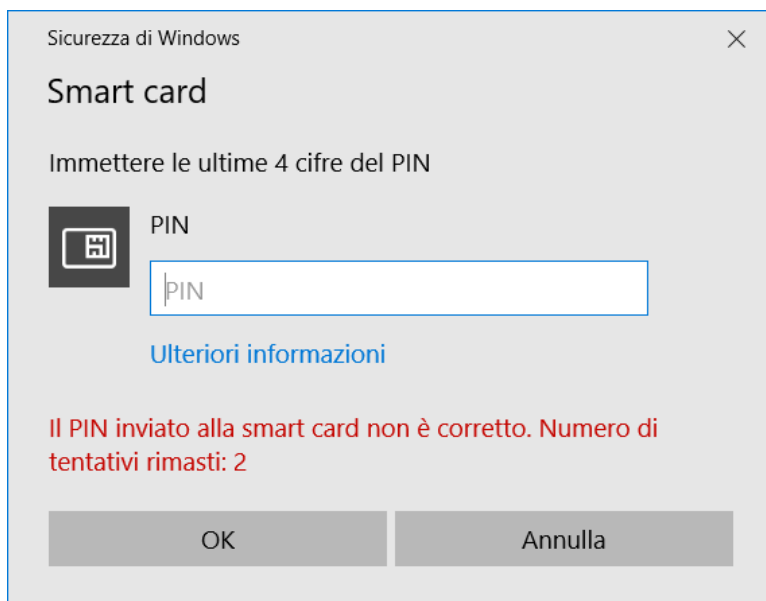 Sicurezza di Windows
Smart card
Immettere le ultime 4 cifre del PIN
PIN
PIN
Ulteriori informazioni
Il PIN inviato alla smart card non è corretto. Numero di
tentativi rimasti: 2
OK
Annulla